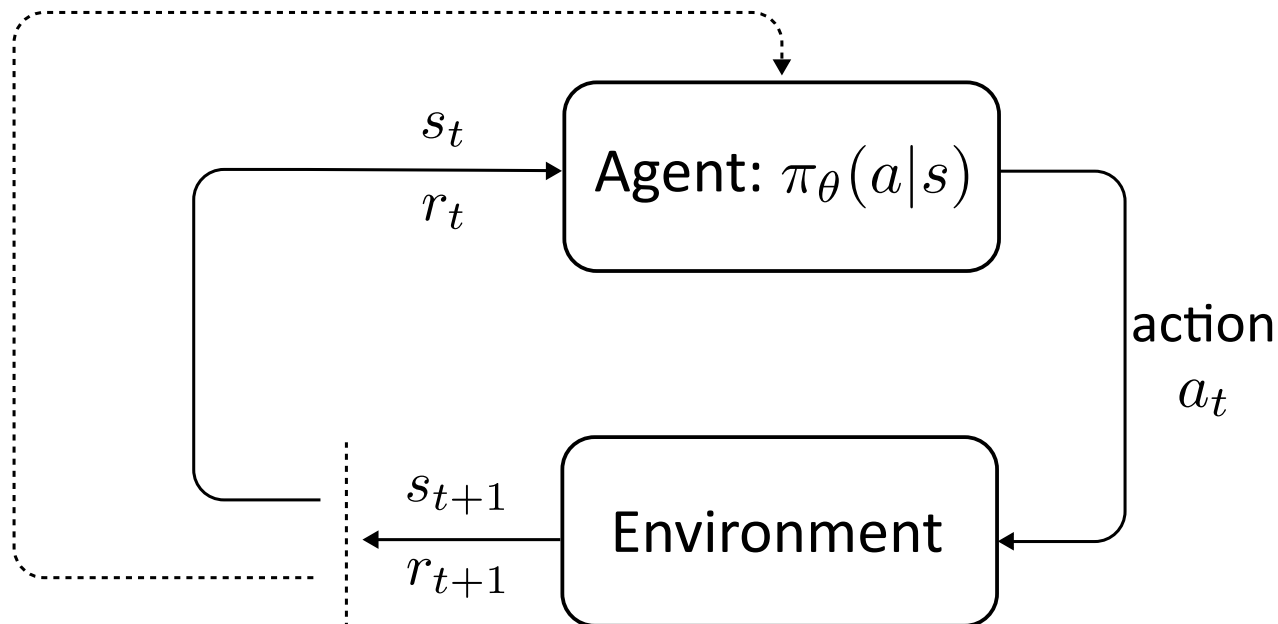 s_t
r_t
Agent: π_θ(a|s)
action
a_t
s_{t+1}
r_{t+1}
Environment